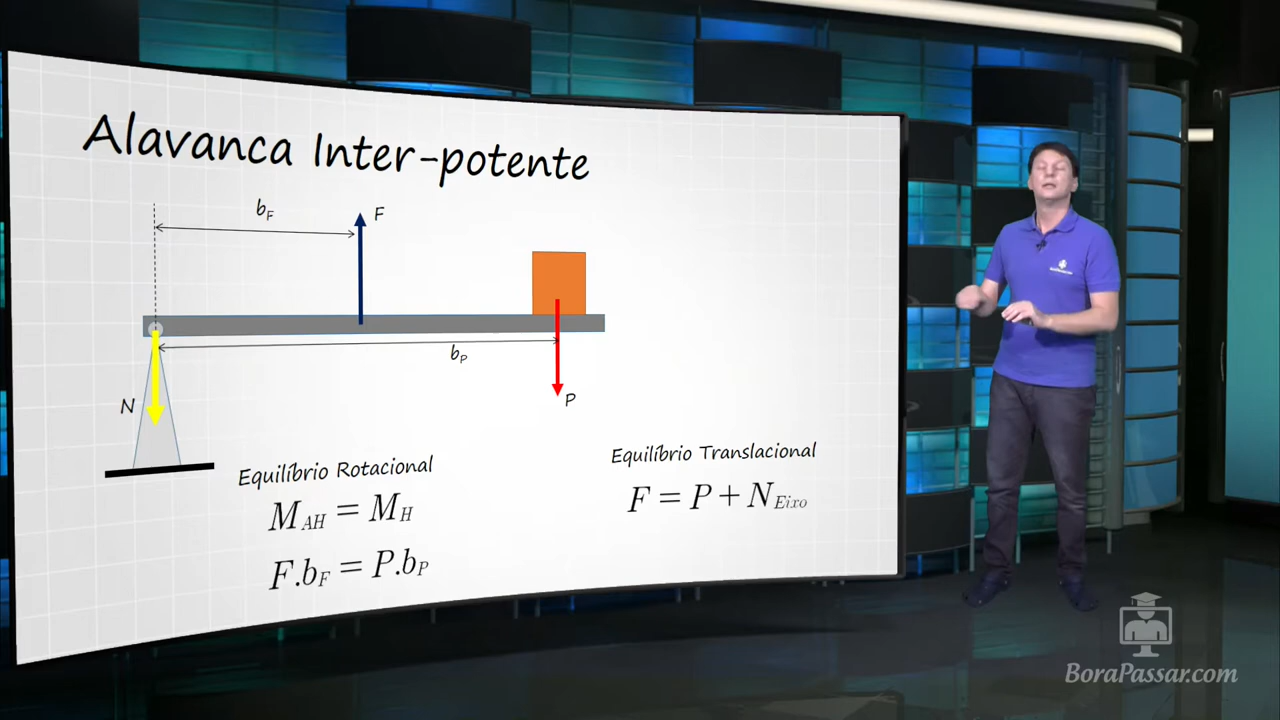 Alavanca Inter-potente
b_F
F
b_P
N
P
Equilíbrio Rotacional
M_AH = M_H
F.b_F = P.b_P
Equilíbrio Translacional
F = P + N_Eixo
BoraPassar.com